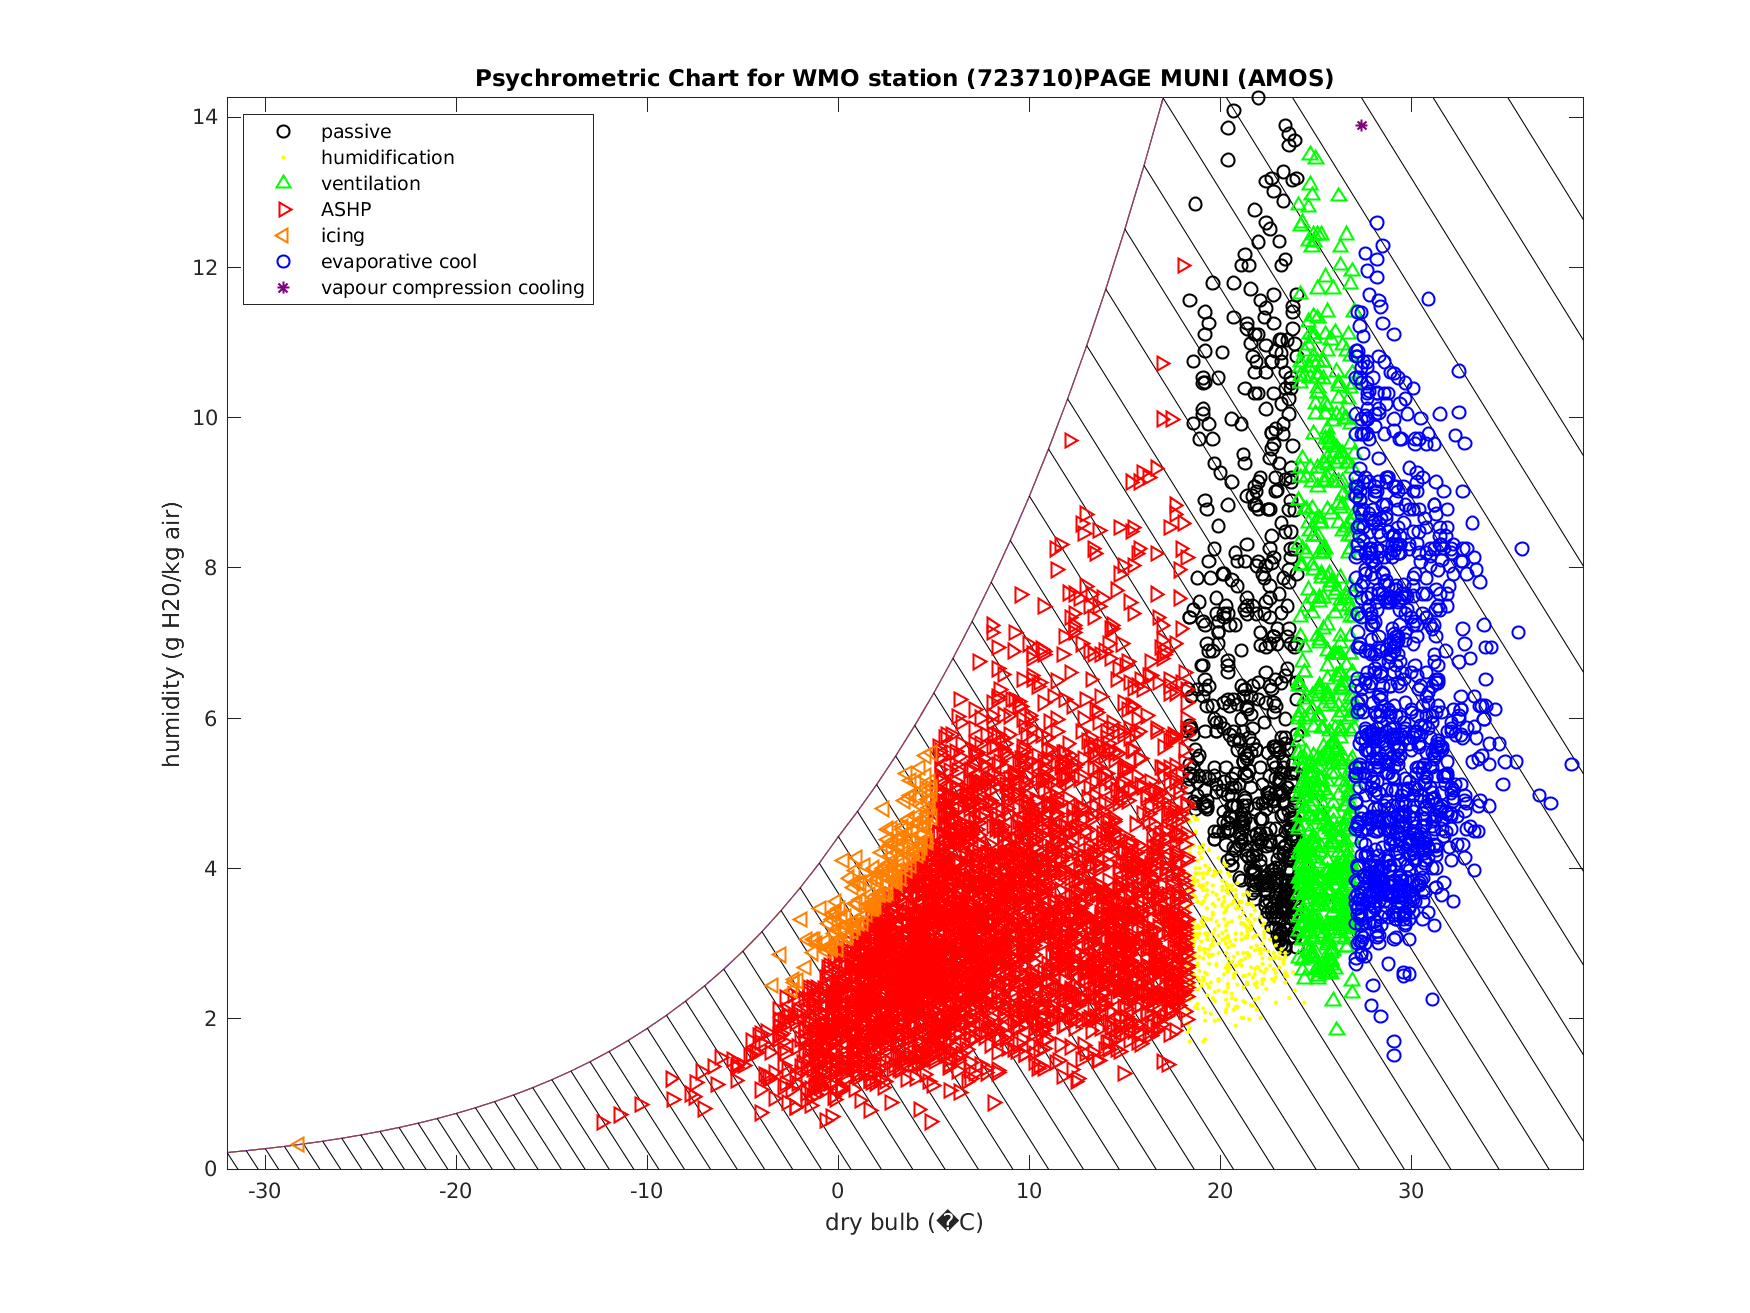 Psychrometric Chart for WMO station (723710)PAGE MUNI (AMOS)
14
12
10
8
6
4
2
0
humidity (g H20/kg air)
passive
humidification
ventilation
ASHP
icing
evaporative cool
vapour compression cooling
-30 -20 -10 0 10 20 30
dry bulb (�C)